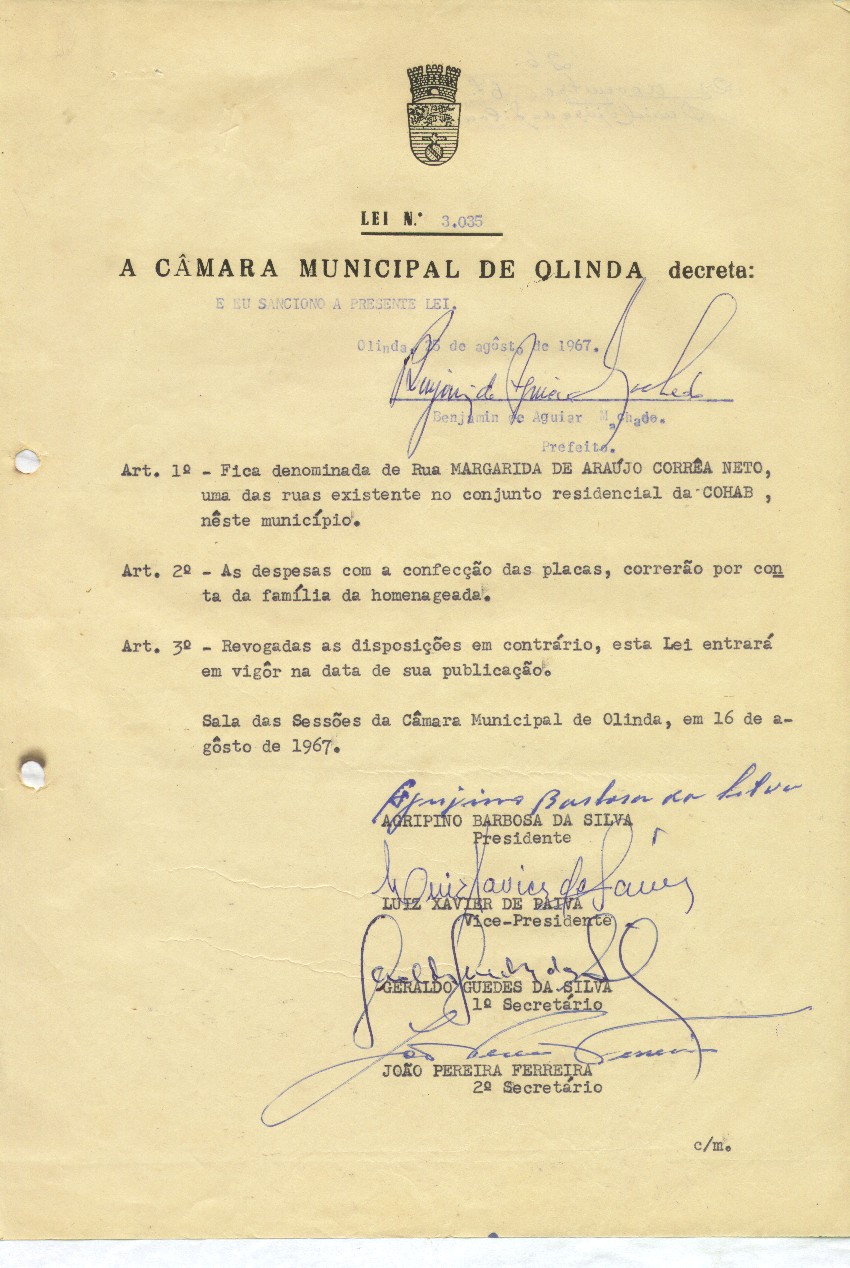 LEI N.º 3.035
A CÂMARA MUNICIPAL DE OLINDA decreta:
E EU SANCIONO A PRESENTE LEI.
Olinda, de agôsto de 1967.
Benjamin de Aguiar Machado
Benjamin de Aguiar Machado.
Prefeito.
Art. 1º - Fica denominada de Rua MARGARIDA DE ARAÚJO CORRÊA NETO,
uma das ruas existente no conjunto residencial da COHAB ,
nêste município.
Art. 2º - As despesas com a confecção das placas, correrão por con
ta da família da homenageada.
Art. 3º - Revogadas as disposições em contrário, esta Lei entrará
em vigôr na data de sua publicação.
Sala das Sessões da Câmara Municipal de Olinda, em 16 de a-
gôsto de 1967.
Agripino Barbosa da Silva
AGRIPINO BARBOSA DA SILVA
Presidente
Luiz Xavier de Paiva
LUIZ XAVIER DE PAIVA
Vice-Presidente
Geraldo Guedes da Silva
GERALDO GUEDES DA SILVA
1º Secretário
João Pereira Ferreira
JOÃO PEREIRA FERREIRA
2º Secretário
c/m.